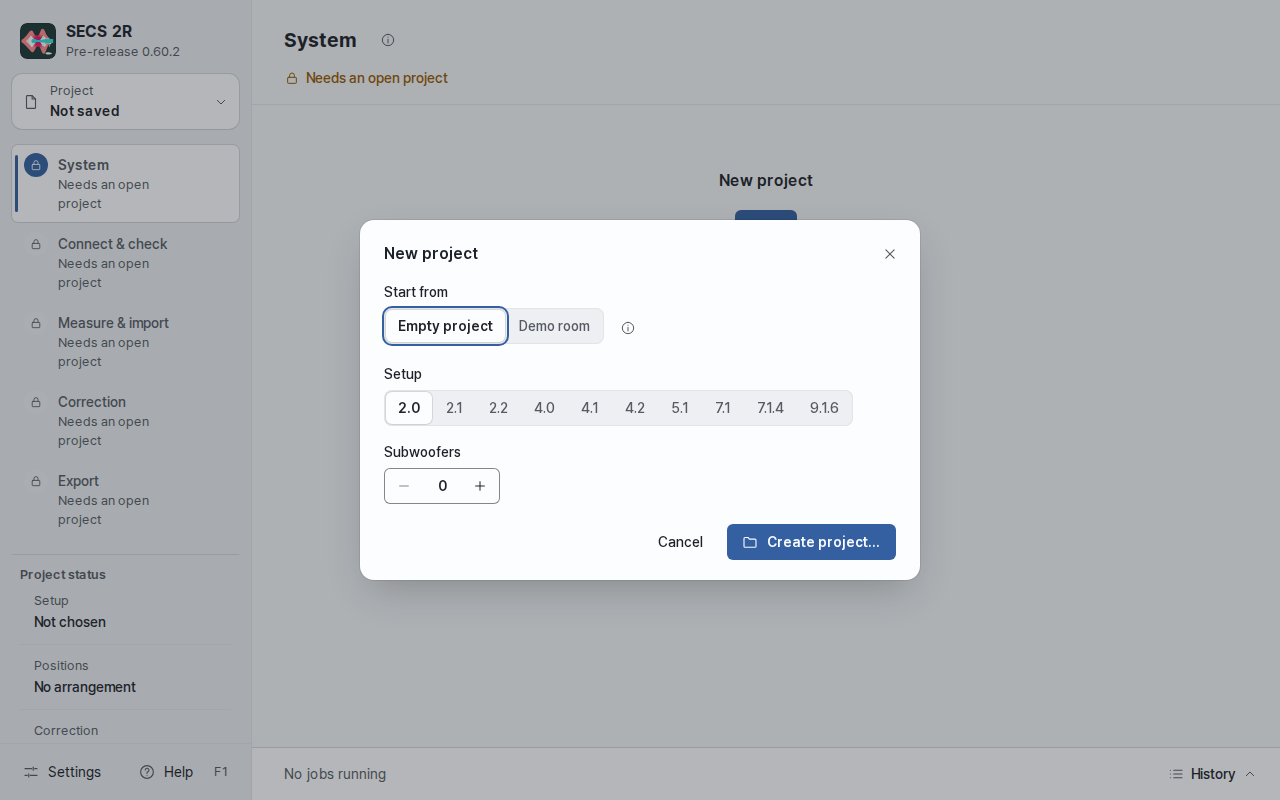 SECS 2R
Pre-release 0.60.2
Project
Not saved
System
Needs an open
project
Connect & check
Needs an open
project
Measure & import
Needs an open
project
Correction
Needs an open
project
Export
Needs an open
project
Project status
Setup
Not chosen
Positions
No arrangement
Correction
Settings
Help
F1
System
Needs an open project
New project
New project
Start from
Empty project
Demo room
Setup
2.0
2.1
2.2
4.0
4.1
4.2
5.1
7.1
7.1.4
9.1.6
Subwoofers
0
Cancel
Create project...
No jobs running
History